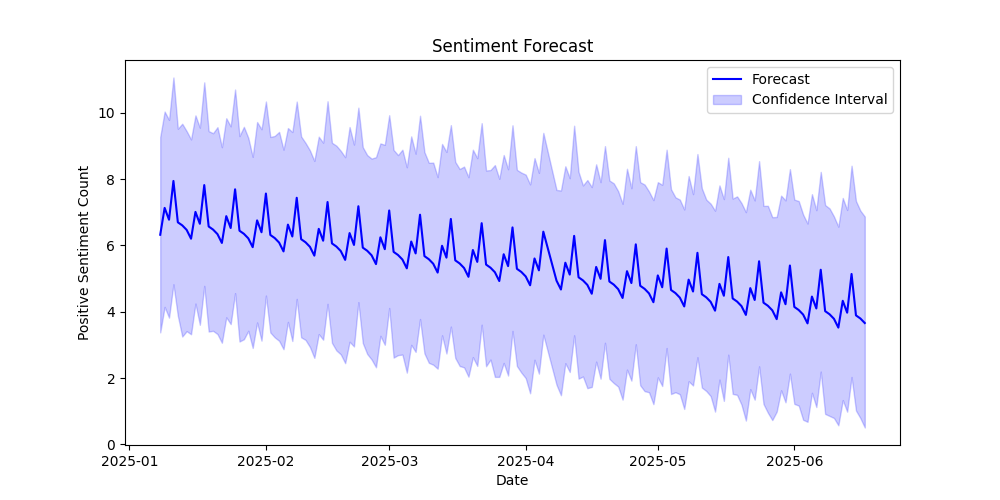 Sentiment Forecast
Forecast
Confidence Interval
Positive Sentiment Count
10
8
6
4
2
0
2025-01 2025-02 2025-03 2025-04 2025-05 2025-06
Date